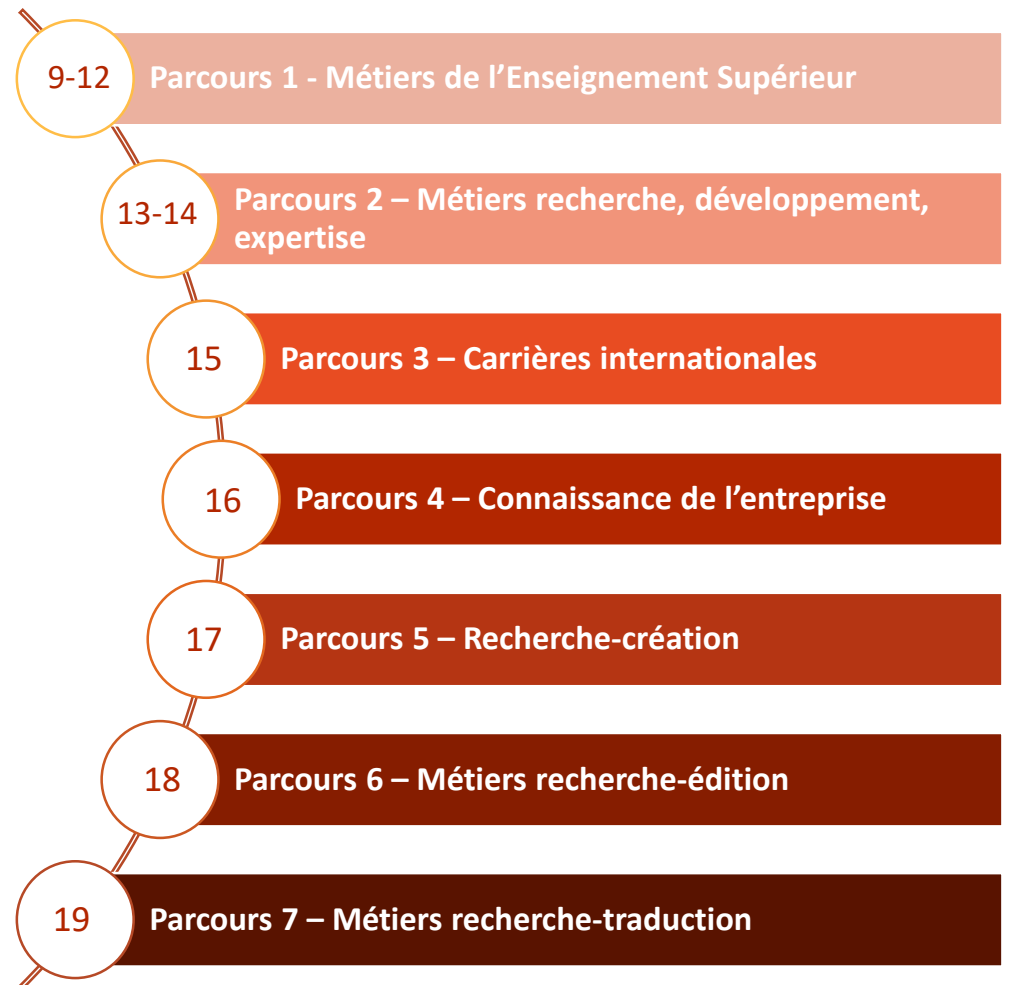 9-12
Parcours 1 - Métiers de l’Enseignement Supérieur
13-14
Parcours 2 – Métiers recherche, développement,
expertise
15
Parcours 3 – Carrières internationales
16
Parcours 4 – Connaissance de l’entreprise
17
Parcours 5 – Recherche-création
18
Parcours 6 – Métiers recherche-édition
19
Parcours 7 – Métiers recherche-traduction